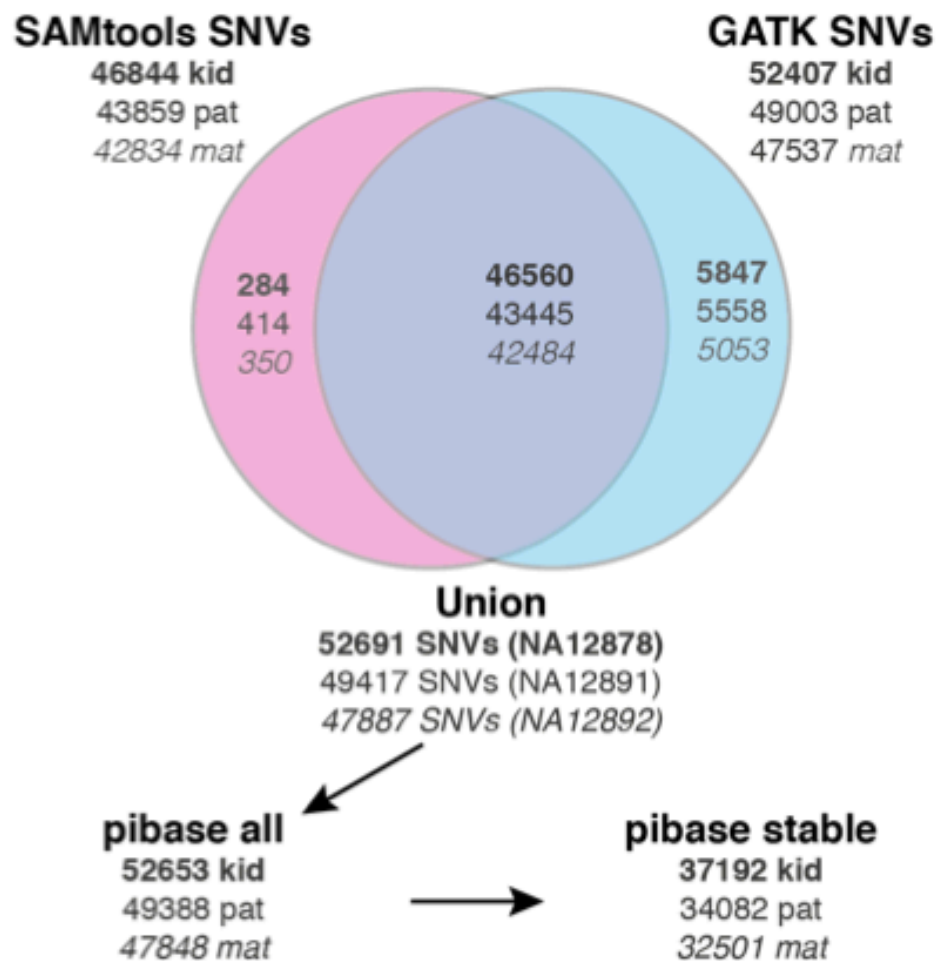 SAMtools SNVs
46844 kid
43859 pat
42834 mat
GATK SNVs
52407 kid
49003 pat
47537 mat
284
414
350
46560
43445
42484
5847
5558
5053
Union
52691 SNVs (NA12878)
49417 SNVs (NA12891)
47887 SNVs (NA12892)
pibase all
52653 kid
49388 pat
47848 mat
pibase stable
37192 kid
34082 pat
32501 mat